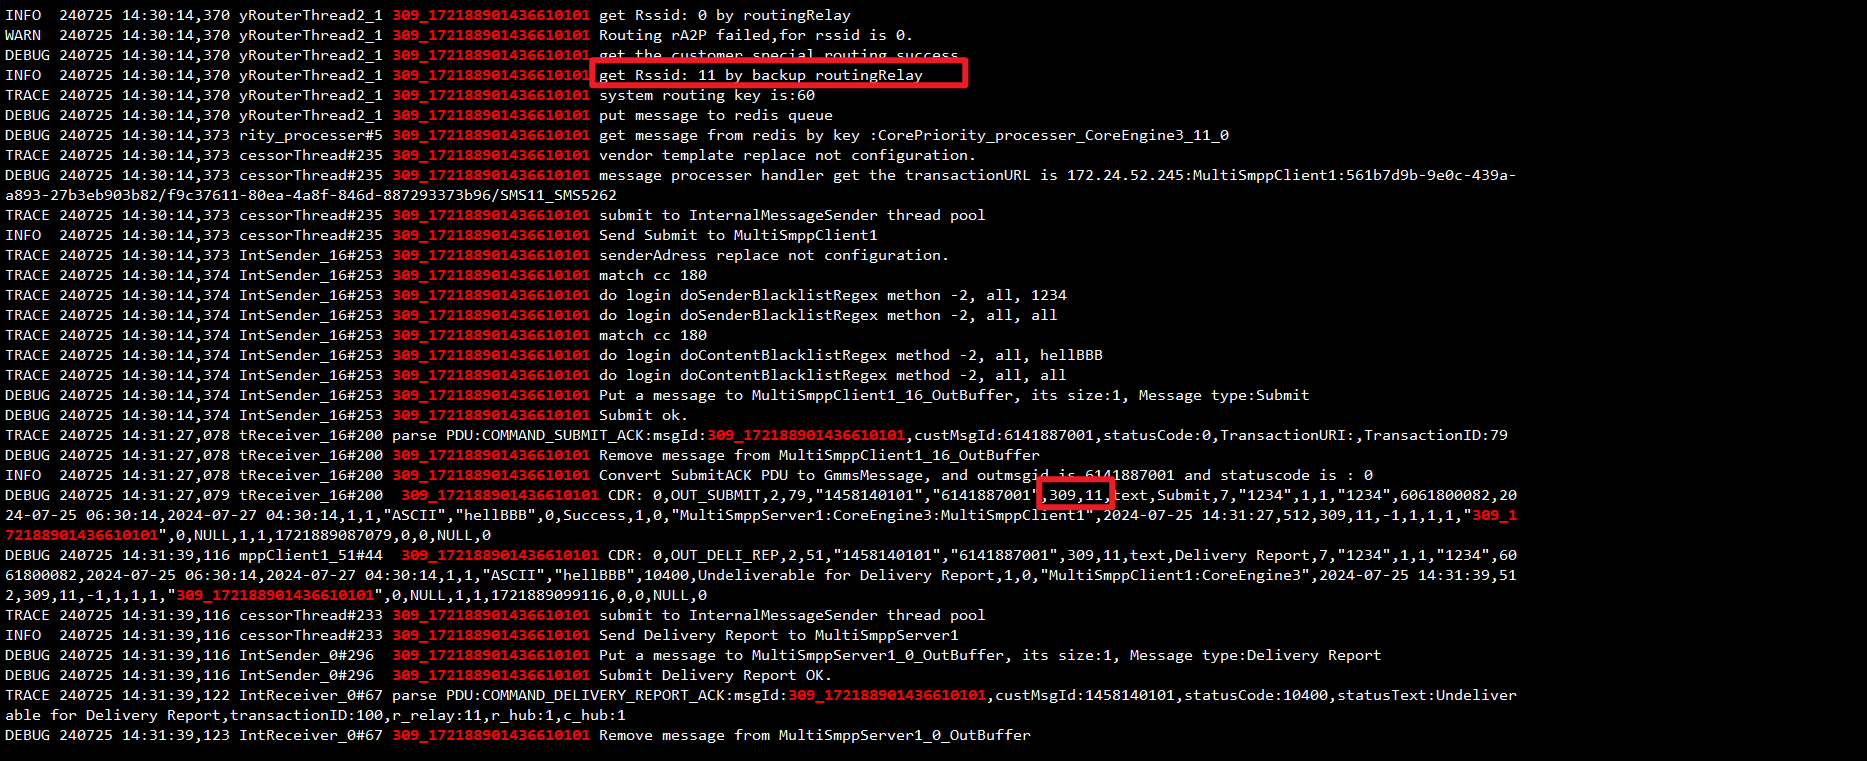 INFO  240725 14:30:14,370 yRouterThread2_1 309_172188901436610101 get Rssid: 0 by routingRelay
WARN  240725 14:30:14,370 yRouterThread2_1 309_172188901436610101 Routing rA2P failed,for rssid is 0.
DEBUG 240725 14:30:14,370 yRouterThread2_1 309_172188901436610101 get the customer special routing success
INFO  240725 14:30:14,370 yRouterThread2_1 309_172188901436610101 get Rssid: 11 by backup routingRelay
TRACE 240725 14:30:14,370 yRouterThread2_1 309_172188901436610101 system routing key is:60
DEBUG 240725 14:30:14,370 yRouterThread2_1 309_172188901436610101 put message to redis queue
DEBUG 240725 14:30:14,373 rity_processer#5 309_172188901436610101 get message from redis by key :CorePriority_processer_CoreEngine3_11_0
TRACE 240725 14:30:14,373 cessorThread#235 309_172188901436610101 vendor template replace not configuration.
DEBUG 240725 14:30:14,373 cessorThread#235 309_172188901436610101 message processer handler get the transactionURL is 172.24.52.245:MultiSmppClient1:561b7d9b-9e0c-439a-
a893-27b3eb903b82/f9c37611-80ea-4a8f-846d-887293373b96/SMS11_SMS5262
TRACE 240725 14:30:14,373 cessorThread#235 309_172188901436610101 submit to InternalMessageSender thread pool
INFO  240725 14:30:14,373 cessorThread#235 309_172188901436610101 Send Submit to MultiSmppClient1
TRACE 240725 14:30:14,373 IntSender_16#253 309_172188901436610101 senderAdress replace not configuration.
TRACE 240725 14:30:14,374 IntSender_16#253 309_172188901436610101 match cc 180
TRACE 240725 14:30:14,374 IntSender_16#253 309_172188901436610101 do login doSenderBlacklistRegex methon -2, all, 1234
TRACE 240725 14:30:14,374 IntSender_16#253 309_172188901436610101 do login doSenderBlacklistRegex methon -2, all, all
TRACE 240725 14:30:14,374 IntSender_16#253 309_172188901436610101 match cc 180
TRACE 240725 14:30:14,374 IntSender_16#253 309_172188901436610101 do login doContentBlacklistRegex method -2, all, hellBBB
TRACE 240725 14:30:14,374 IntSender_16#253 309_172188901436610101 do login doContentBlacklistRegex method -2, all, all
DEBUG 240725 14:30:14,374 IntSender_16#253 309_172188901436610101 Put a message to MultiSmppClient1_16_OutBuffer, its size:1, Message type:Submit
DEBUG 240725 14:30:14,374 IntSender_16#253 309_172188901436610101 Submit ok.
TRACE 240725 14:31:27,078 tReceiver_16#200 parse PDU:COMMAND_SUBMIT_ACK:msgId:309_172188901436610101,custMsgId:6141887001,statusCode:0,TransactionURI:,TransactionID:79
DEBUG 240725 14:31:27,078 tReceiver_16#200 309_172188901436610101 Remove message from MultiSmppClient1_16_OutBuffer
INFO  240725 14:31:27,078 tReceiver_16#200 309_172188901436610101 Convert SubmitACK PDU to GmmsMessage, and outmsgid is 6141887001 and statuscode is : 0
DEBUG 240725 14:31:27,079 tReceiver_16#200  309_172188901436610101 CDR: 0,OUT_SUBMIT,2,79,"1458140101","6141887001",309,11,text,Submit,7,"1234",1,1,"1234",6061800082,20
24-07-25 06:30:14,2024-07-27 04:30:14,1,1,"ASCII","hellBBB",0,Success,1,0,"MultiSmppServer1:CoreEngine3:MultiSmppClient1",2024-07-25 14:31:27,512,309,11,-1,1,1,1,"309_1
72188901436610101",0,NULL,1,1,1721889087079,0,0,NULL,0
DEBUG 240725 14:31:39,116 mppClient1_51#44  309_172188901436610101 CDR: 0,OUT_DELI_REP,2,51,"1458140101","6141887001",309,11,text,Delivery Report,7,"1234",1,1,"1234",60
61800082,2024-07-25 06:30:14,2024-07-27 04:30:14,1,1,"ASCII","hellBBB",10400,Undeliverable for Delivery Report,1,0,"MultiSmppClient1:CoreEngine3",2024-07-25 14:31:39,51
2,309,11,-1,1,1,1,"309_172188901436610101",0,NULL,1,1,1721889099116,0,0,NULL,0
TRACE 240725 14:31:39,116 cessorThread#233 309_172188901436610101 submit to InternalMessageSender thread pool
INFO  240725 14:31:39,116 cessorThread#233 309_172188901436610101 Send Delivery Report to MultiSmppServer1
DEBUG 240725 14:31:39,116 IntSender_0#296  309_172188901436610101 Put a message to MultiSmppServer1_0_OutBuffer, its size:1, Message type:Delivery Report
DEBUG 240725 14:31:39,116 IntSender_0#296  309_172188901436610101 Submit Delivery Report OK.
TRACE 240725 14:31:39,122 IntReceiver_0#67 parse PDU:COMMAND_DELIVERY_REPORT_ACK:msgId:309_172188901436610101,custMsgId:1458140101,statusCode:10400,statusText:Undeliver
able for Delivery Report,transactionID:100,r_relay:11,r_hub:1,c_hub:1
DEBUG 240725 14:31:39,123 IntReceiver_0#67 309_172188901436610101 Remove message from MultiSmppServer1_0_OutBuffer